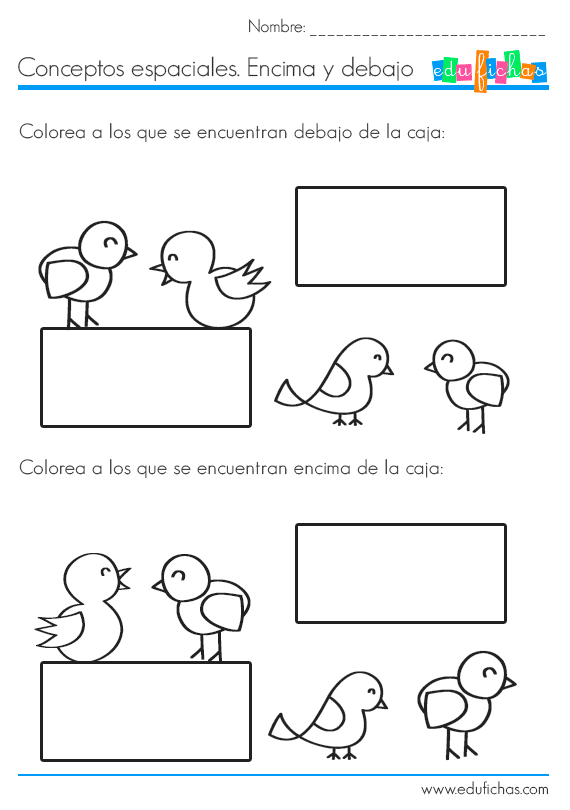 Nombre: ___________________________
Conceptos espaciales. Encima y debajo
edufichas
Colorea a los que se encuentran debajo de la caja:
Colorea a los que se encuentran encima de la caja:
www.edufichas.com